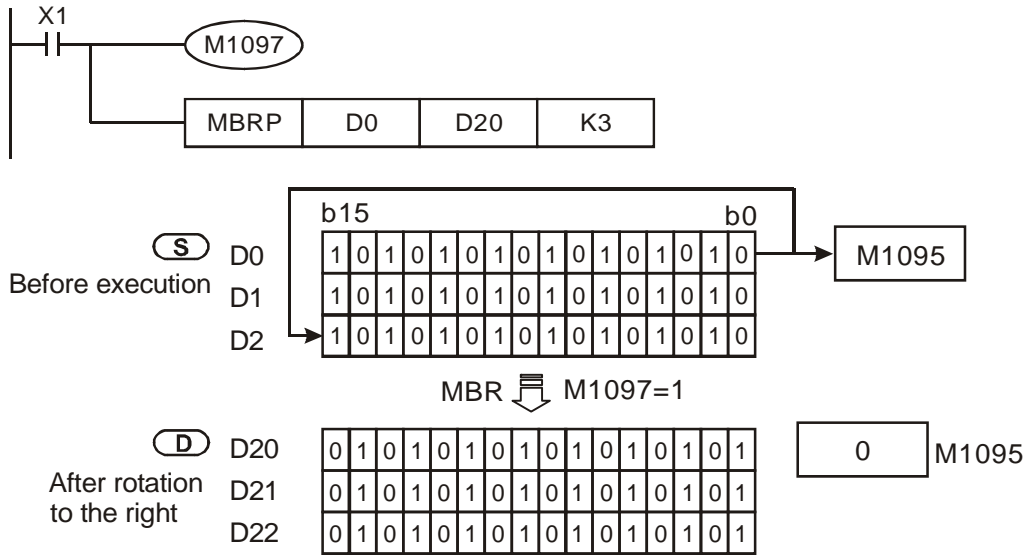 X1
M1097
MBRP D0 D20 K3
b15 b0
S D0 1 0 1 0 1 0 1 0 1 0 1 0 1 0 1 0 M1095
Before execution D1 1 0 1 0 1 0 1 0 1 0 1 0 1 0 1 0
D2 1 0 1 0 1 0 1 0 1 0 1 0 1 0 1 0
MBR M1097=1
D D20 0 1 0 1 0 1 0 1 0 1 0 1 0 1 0 1 0 M1095
After rotation D21 0 1 0 1 0 1 0 1 0 1 0 1 0 1 0 1
to the right
D22 0 1 0 1 0 1 0 1 0 1 0 1 0 1 0 1